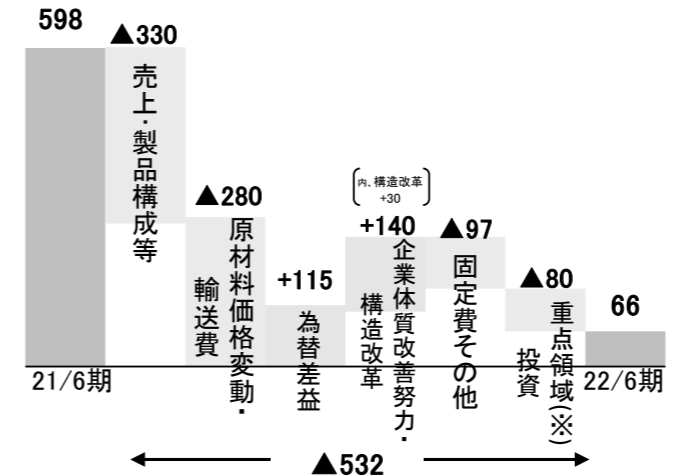 598
▲330
売上・製品構成等
▲280
原材料価格変動・
輸送費
+115
為替差益
内、構造改革
+30
+140
企業体質改善努力・
構造改革
▲97
固定費その他
▲80
重点領域(※)
投資
66
21/6期
22/6期
▲532